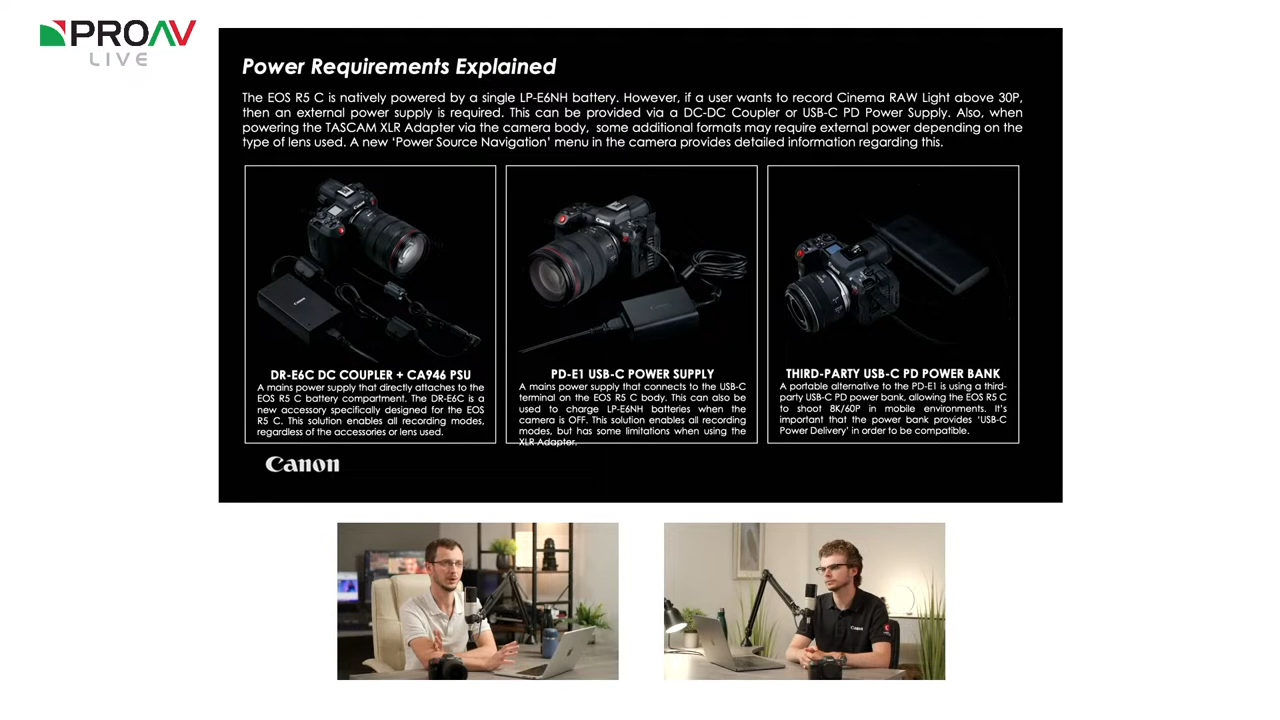 PROAV
LIVE
Power Requirements Explained
The EOS R5 C is natively powered by a single LP-E6NH battery. However, if a user wants to record Cinema RAW Light above 30P,
then an external power supply is required. This can be provided via a DC-DC Coupler or USB-C PD Power Supply. Also, when
powering the TASCAM XLR Adapter via the camera body, some additional formats may require external power depending on the
type of lens used. A new ‘Power Source Navigation’ menu in the camera provides detailed information regarding this.
DR-E6C DC COUPLER + CA946 PSU
A mains power supply that directly attaches to the
EOS R5 C battery compartment. The DR-E6C is a
new accessory specifically designed for the EOS
R5 C. This solution enables all recording modes,
regardless of the accessories or lens used.
PD-E1 USB-C POWER SUPPLY
A mains power supply that connects to the USB-C
terminal on the EOS R5 C body. This can also be
used to charge LP-E6NH batteries when the
camera is OFF. This solution enables all recording
modes, but has some limitations when using the
XLR Adapter.
THIRD-PARTY USB-C PD POWER BANK
A portable alternative to the PD-E1 is using a third-
party USB-C PD power bank, allowing the EOS R5 C
to shoot 8K/60P in mobile environments. It’s
important that the power bank provides ‘USB-C
Power Delivery’ in order to be compatible.
Canon